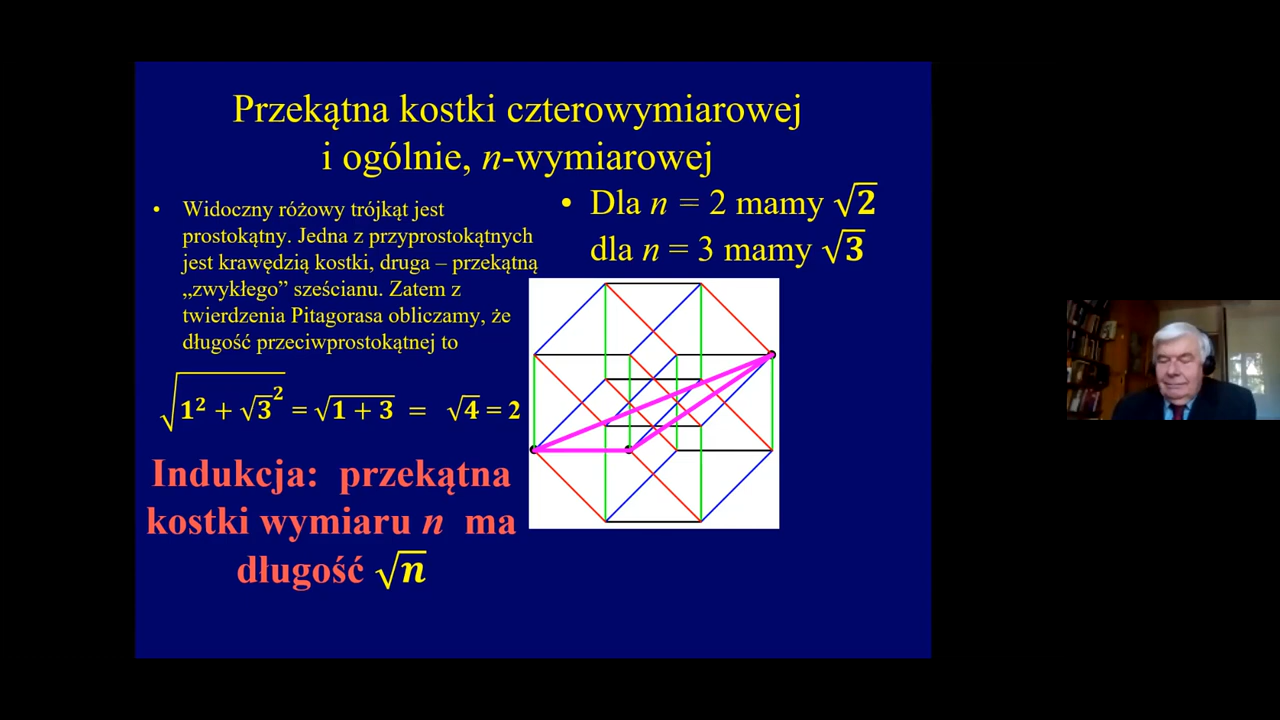 Przekątna kostki czterowymiarowej
i ogólnie, n-wymiarowej
• Widoczny różowy trójkąt jest
prostokątny. Jedna z przyprostokątnych
jest krawędzią kostki, druga – przekątną
„zwykłego” sześcianu. Zatem z
twierdzenia Pitagorasa obliczamy, że
długość przeciwprostokątnej to
√(1² + √3²) = √(1 + 3) = √4 = 2
Indukcja: przekątna
kostki wymiaru n ma
długość √n
• Dla n = 2 mamy √2
dla n = 3 mamy √3